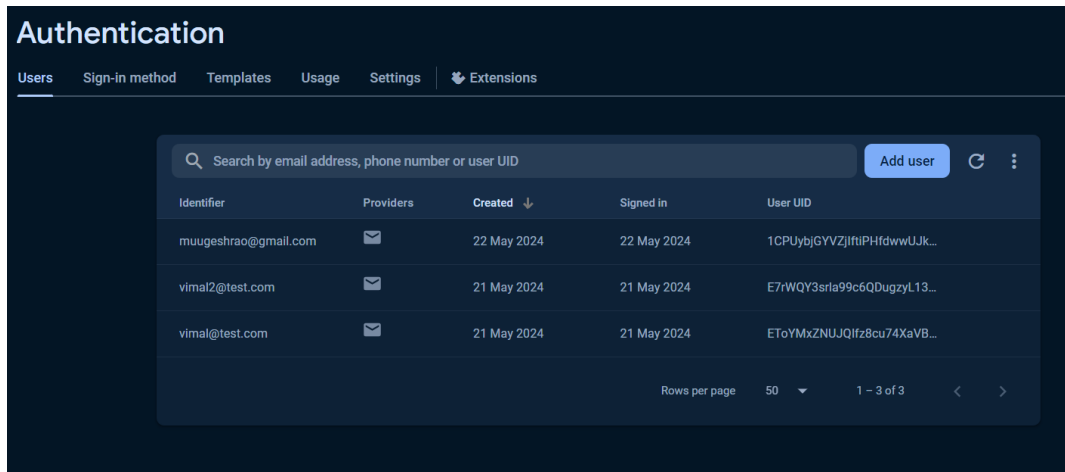 Authentication
Users Sign-in method Templates Usage Settings Extensions
Search by email address, phone number or user UID Add user
Identifier Providers Created Signed in User UID
muugeshrao@gmail.com 22 May 2024 22 May 2024 1CPUybjGYVZjIftiPHfdwwUJk...
vimal2@test.com 21 May 2024 21 May 2024 E7rWQY3srIa99c6QDugzyL13...
vimal@test.com 21 May 2024 21 May 2024 EToYMxZNUJQIfz8cu74XaVB...
Rows per page 50 1 – 3 of 3